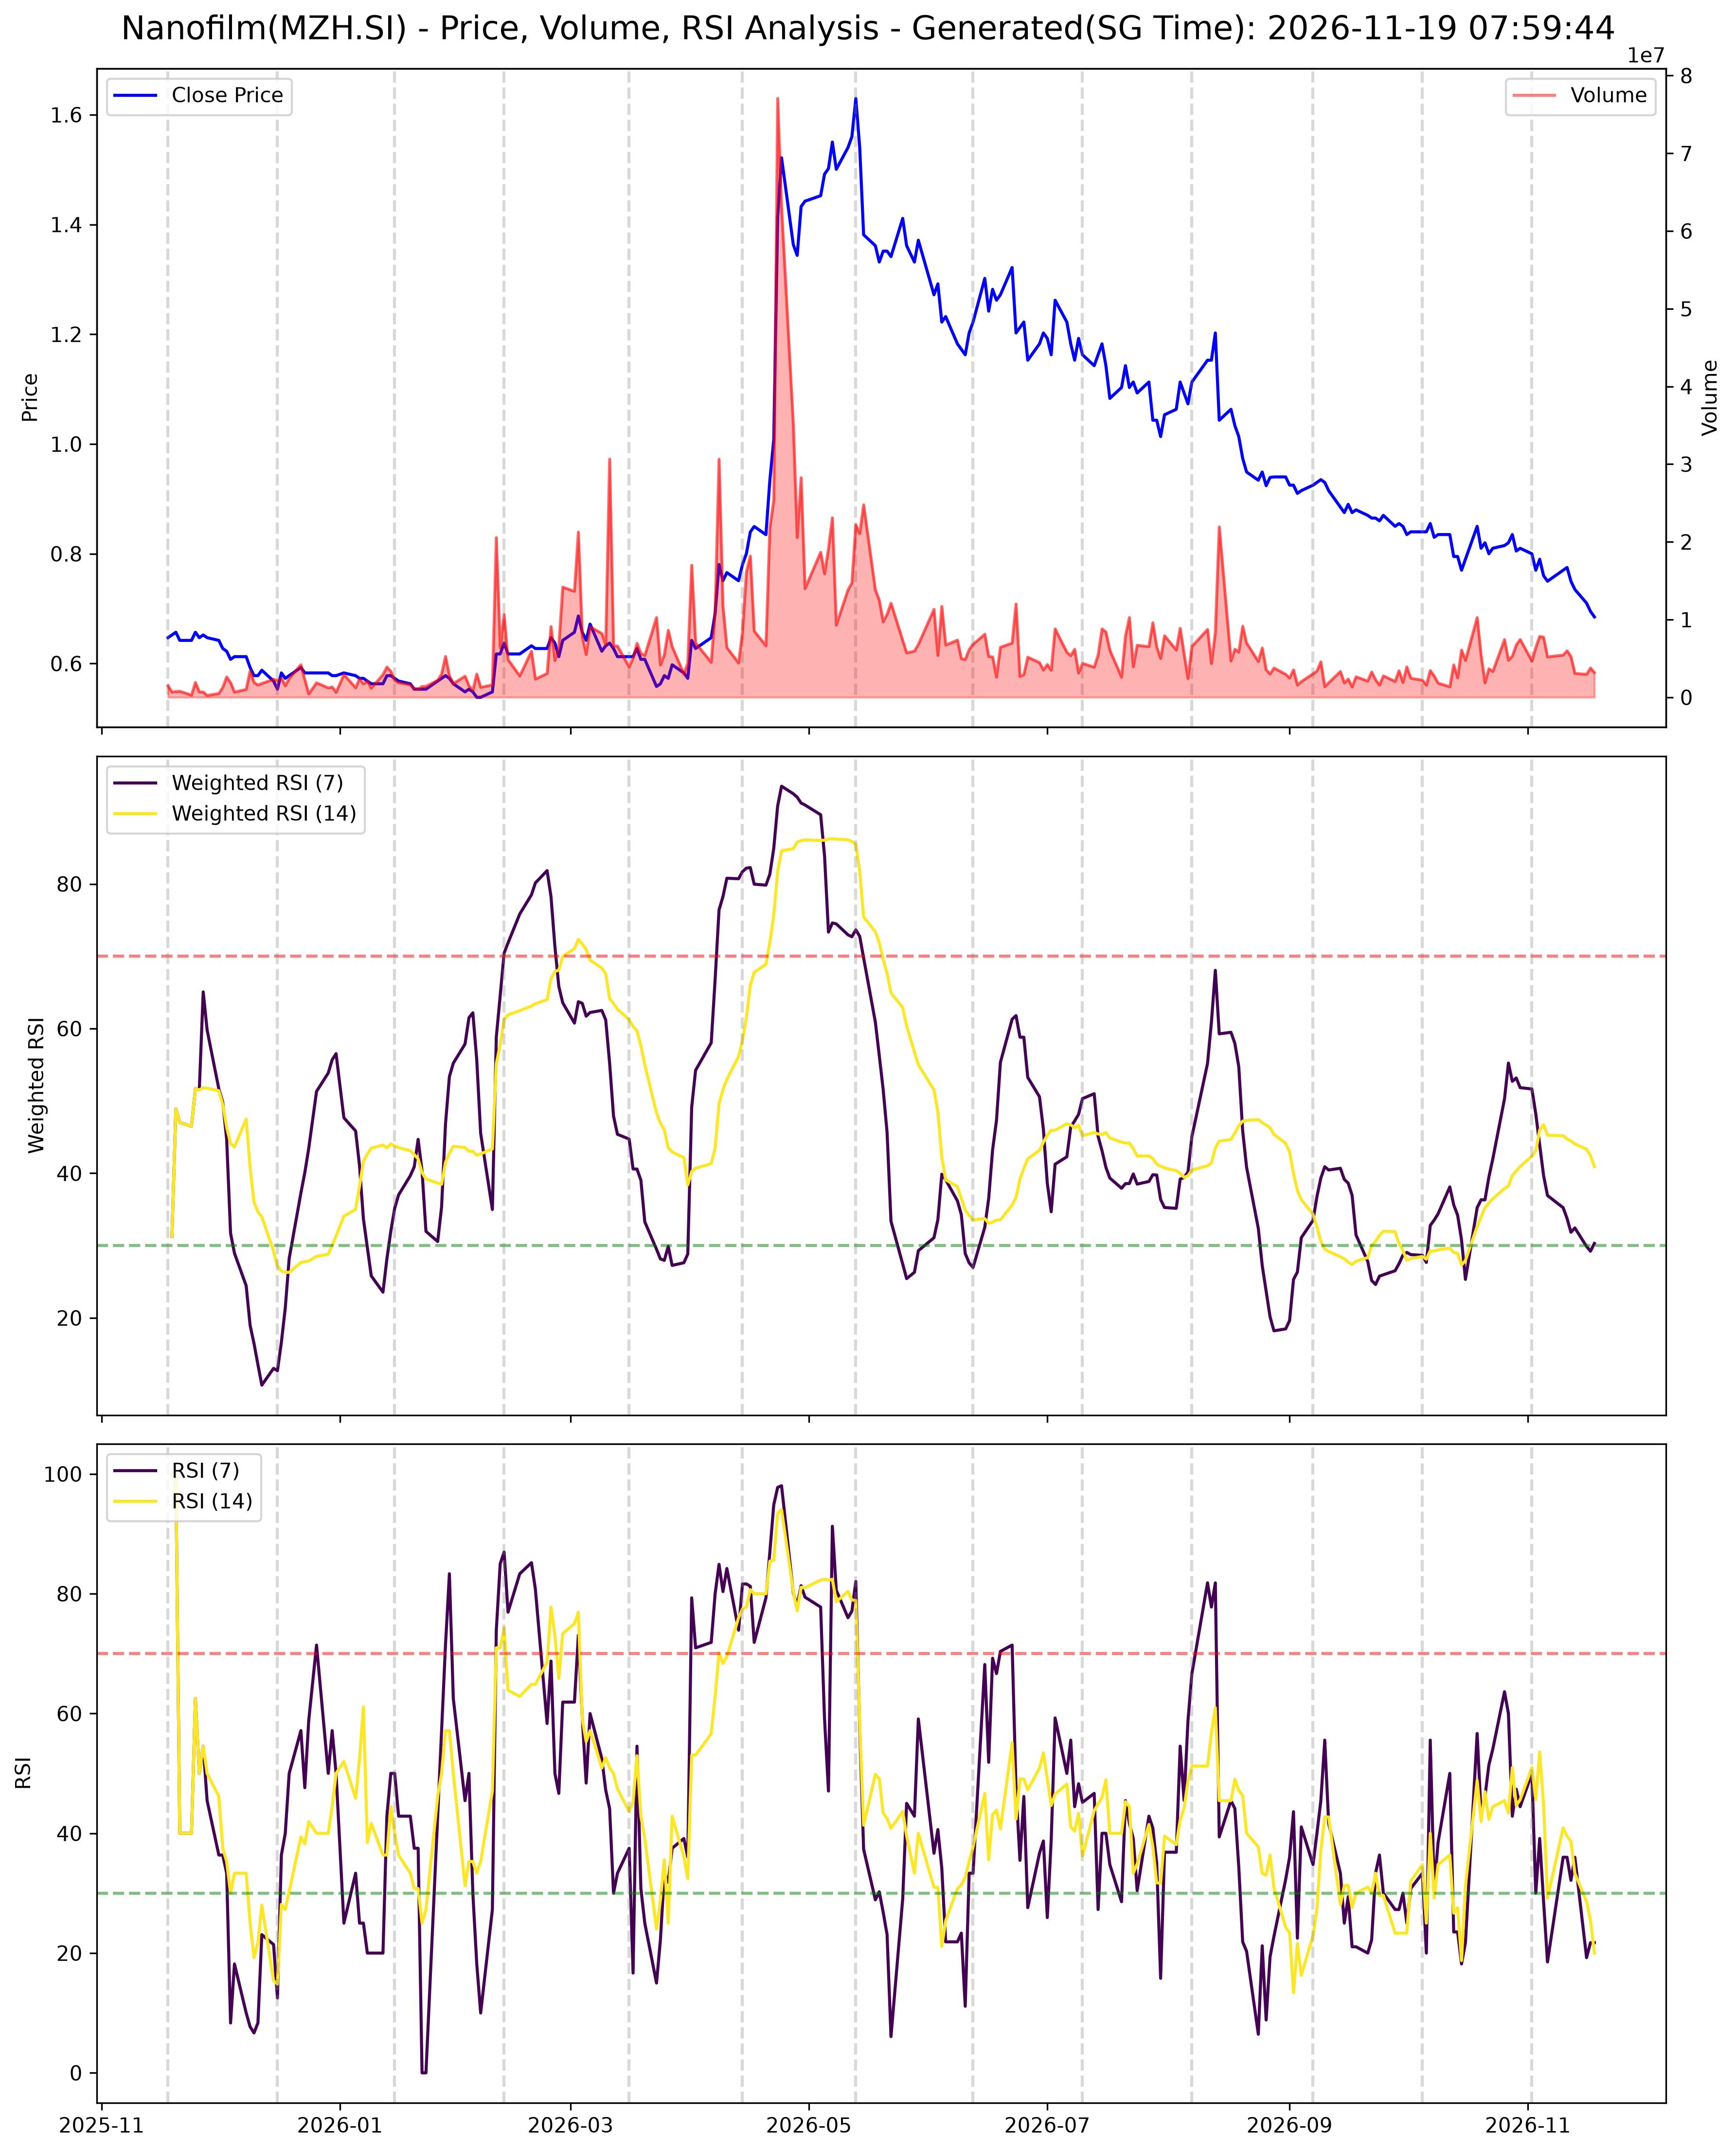 Nanofilm(MZH.SI) - Price, Volume, RSI Analysis - Generated(SG Time): 2026-11-19 07:59:44
1e7
Close Price
Volume
1.6
1.4
1.2
1.0
0.8
0.6
Price
8
7
6
5
4
3
2
1
0
Volume
Weighted RSI (7)
Weighted RSI (14)
80
60
40
20
Weighted RSI
RSI (7)
RSI (14)
100
80
60
40
20
0
RSI
2025-11 2026-01 2026-03 2026-05 2026-07 2026-09 2026-11